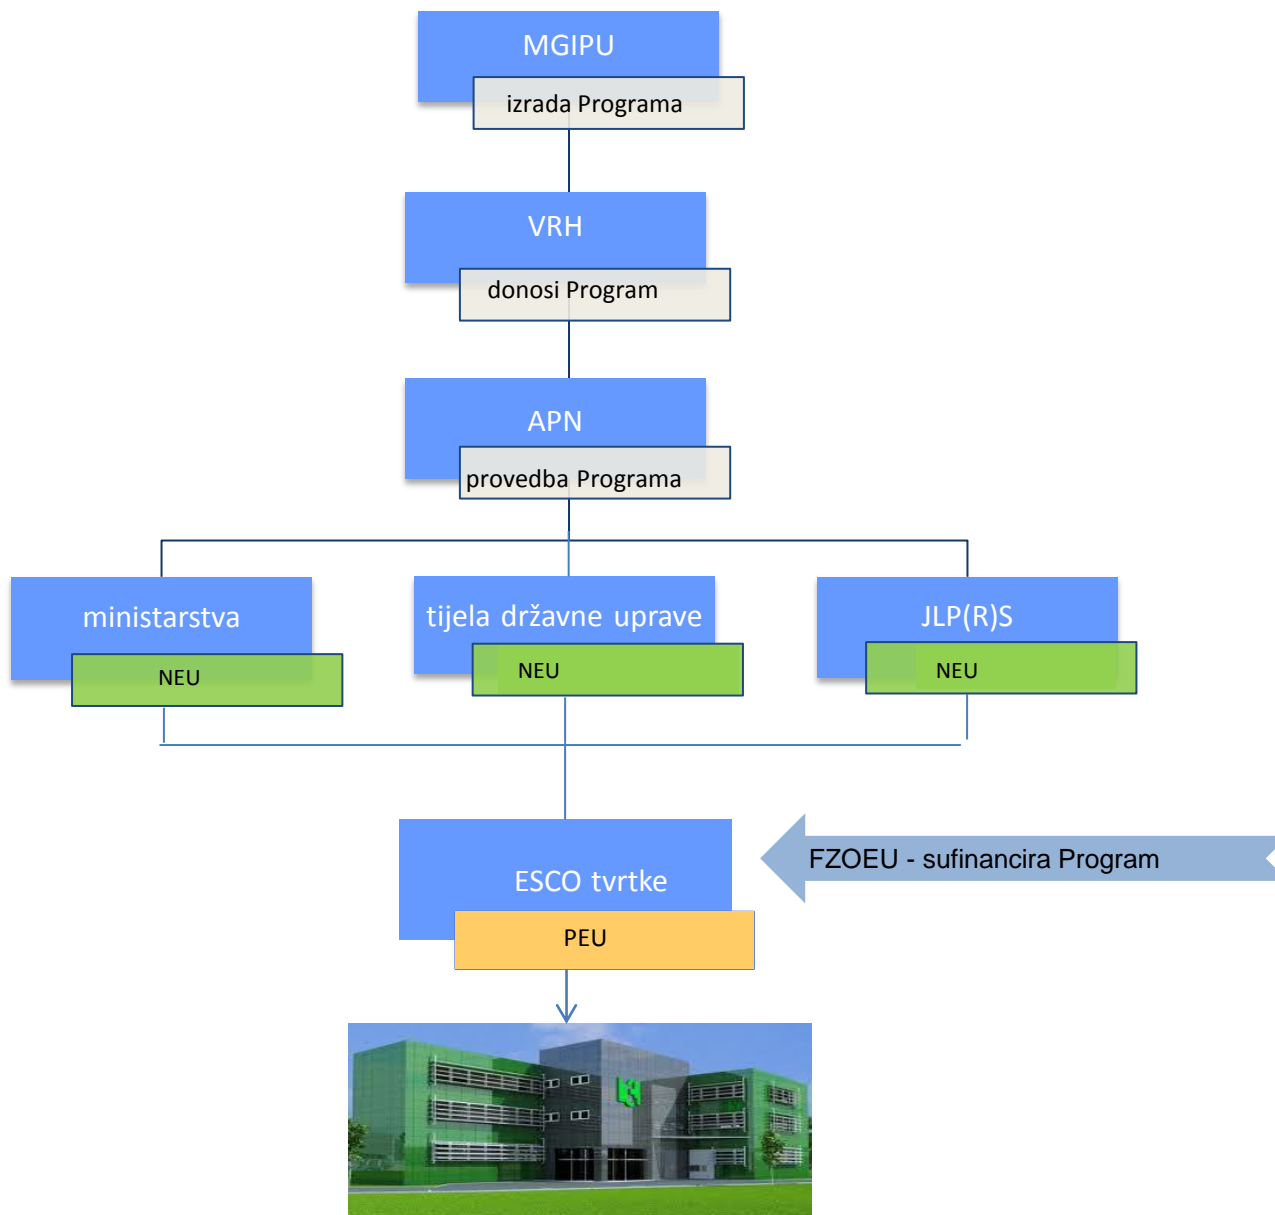 MGIPU
izrada Programa
VRH
donosi Program
APN
provedba Programa
ministarstva
NEU
tijela državne uprave
NEU
JLP(R)S
NEU
FZOEU - sufinancira Program
ESCO tvrtke
PEU